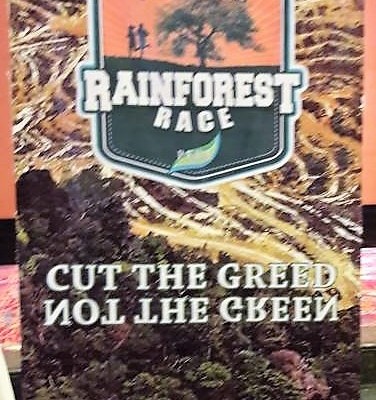 RAINFOREST
RACE
CUT THE GREED
NOT THE GREEN